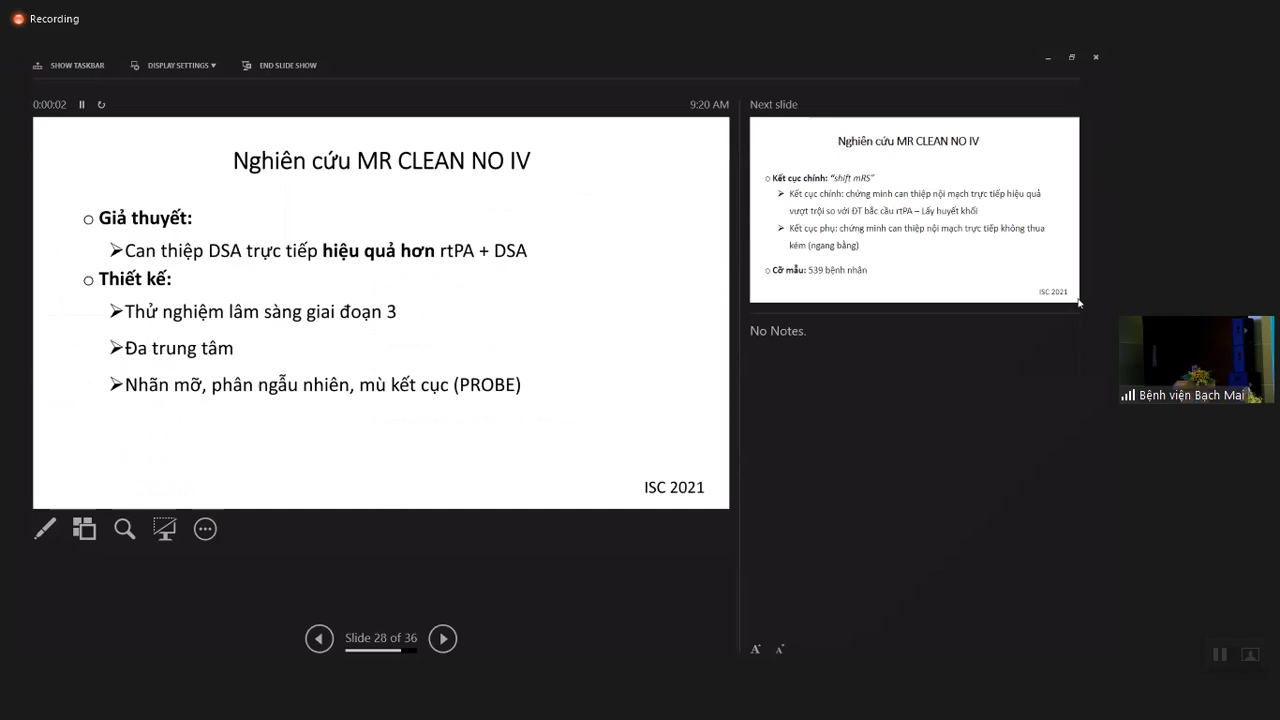 Recording
SHOW TASKBAR
DISPLAY SETTINGS ▾
END SLIDE SHOW
0:00:02
9:20 AM
Next slide
Nghiên cứu MR CLEAN NO IV
o Giả thuyết:
➢Can thiệp DSA trực tiếp hiệu quả hơn rtPA + DSA
o Thiết kế:
➢Thử nghiệm lâm sàng giai đoạn 3
➢Đa trung tâm
➢Nhãn mỡ, phân ngẫu nhiên, mù kết cục (PROBE)
ISC 2021
Nghiên cứu MR CLEAN NO IV
o Kết cục chính: “shift mRS”
➢ Kết cục chính: chứng minh can thiệp nội mạch trực tiếp hiệu quả
vượt trội so với ĐT bắc cầu rtPA – Lấy huyết khối
➢ Kết cục phụ: chứng minh can thiệp nội mạch trực tiếp không thua
kém (ngang bằng)
o Cỡ mẫu: 539 bệnh nhân
ISC 2021
No Notes.
Bệnh viện Bạch Mai
Slide 28 of 36
A A